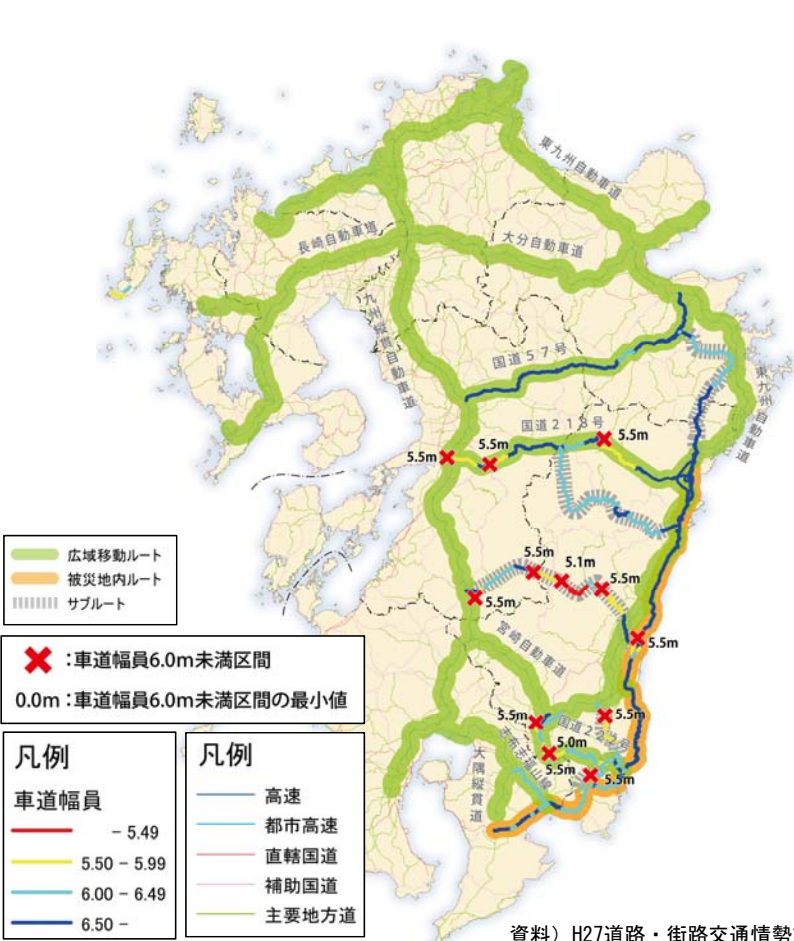 東九州自動車道
長崎自動車道
大分自動車道
九州縦貫自動車道
国道57号
東九州自動車道
国道218号
5.5m
5.5m
5.5m
5.5m
5.1m
5.5m
5.5m
5.5m
宮崎自動車道
5.5m
5.5m
5.0m
5.5m
5.5m
大隅縦貫道
広域移動ルート
被災地内ルート
サブルート
:車道幅員6.0m未満区間
0.0m:車道幅員6.0m未満区間の最小値
凡例
車道幅員
- 5.49
5.50 - 5.99
6.00 - 6.49
6.50 -
凡例
高速
都市高速
直轄国道
補助国道
主要地方道
資料）H27道路・街路交通情勢